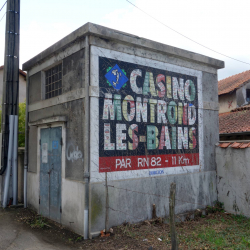 CASINO
MONTROND
LES-BAINS
PAR RN 82 - 11 Km